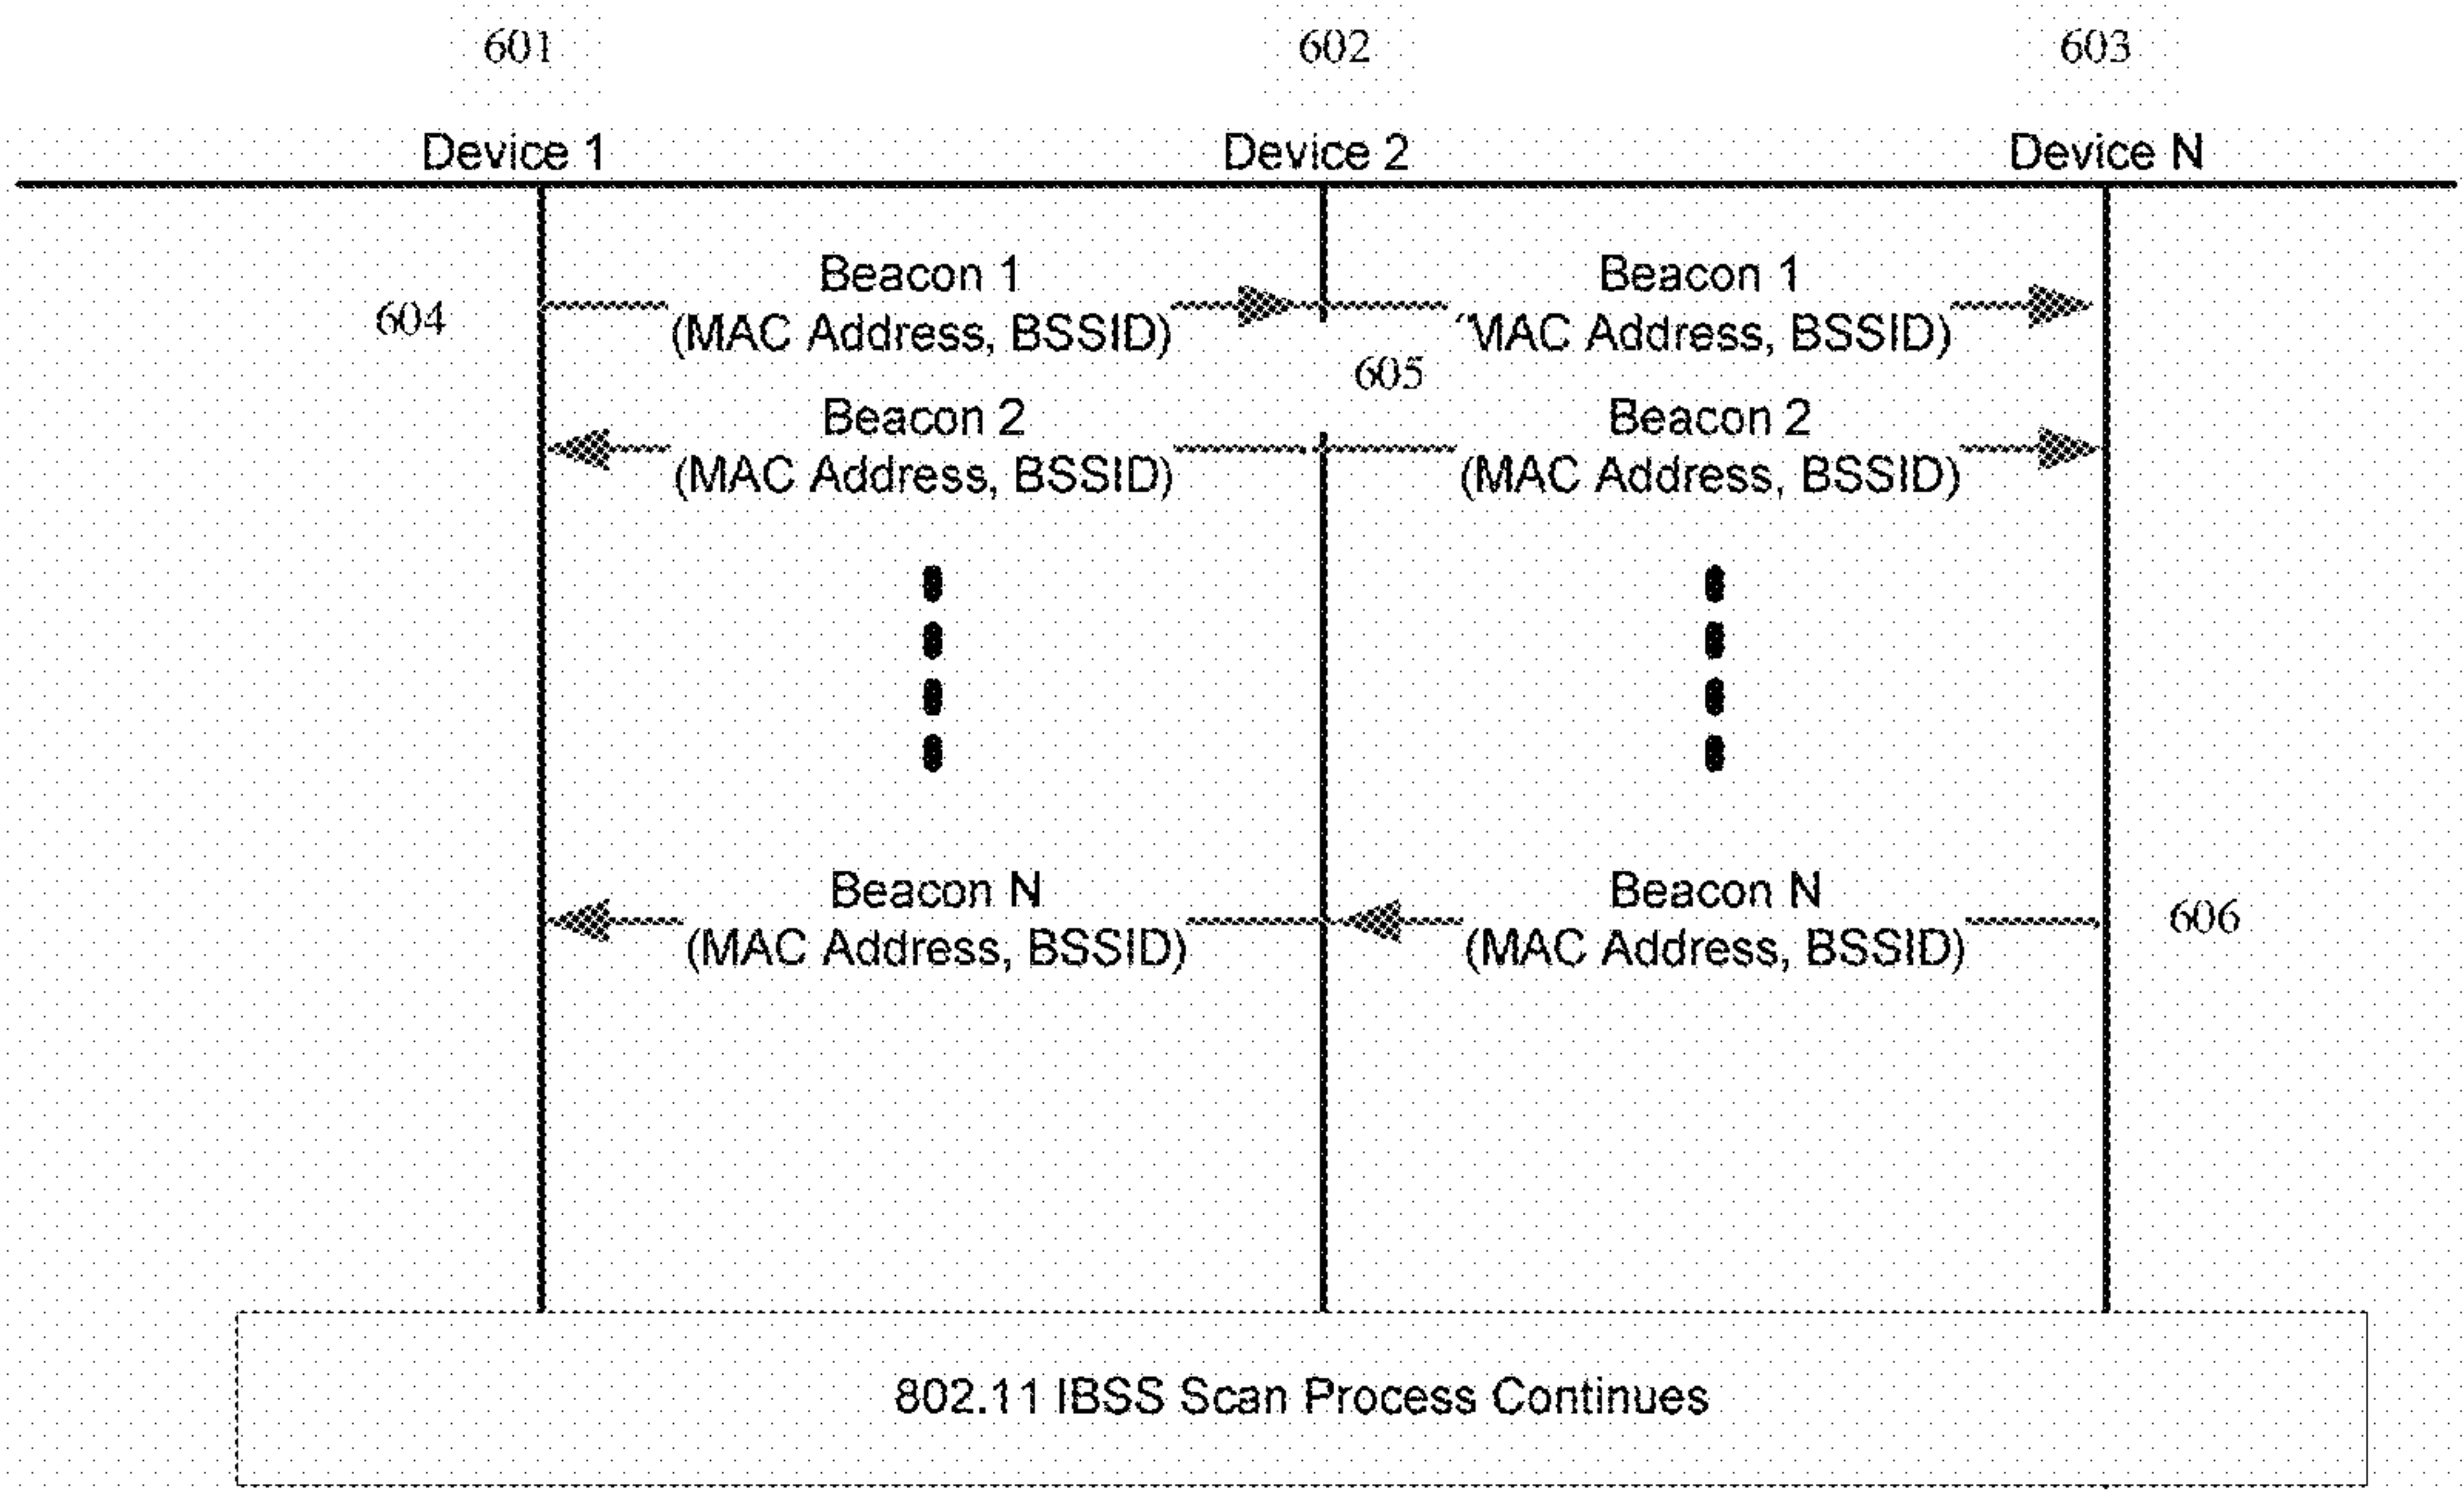 601 602 603
Device 1 Device 2 Device N
Beacon 1 Beacon 1
604 (MAC Address, BSSID) MAC Address, BSSID)
605
Beacon 2 Beacon 2
(MAC Address, BSSID) (MAC Address, BSSID)
Beacon N Beacon N
(MAC Address, BSSID) (MAC Address, BSSID) 606
802.11 IBSS Scan Process Continues